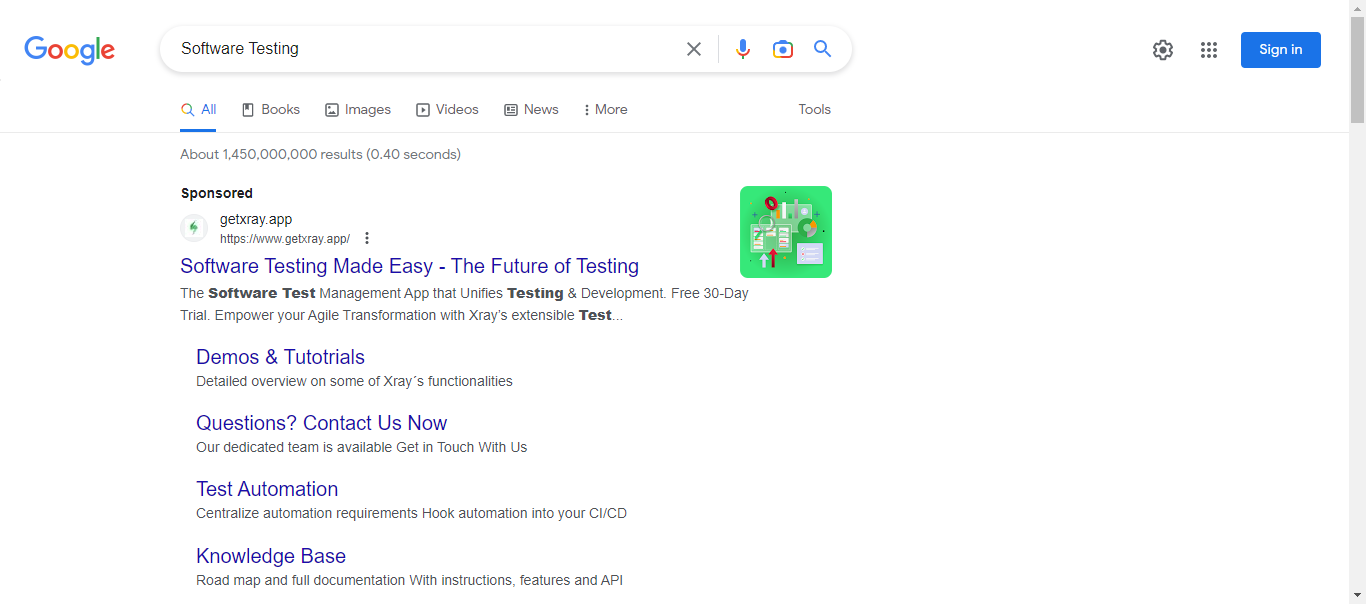 Google
Software Testing
Sign in
All
Books
Images
Videos
News
More
Tools
About 1,450,000,000 results (0.40 seconds)
Sponsored
getxray.app
https://www.getxray.app/
Software Testing Made Easy - The Future of Testing
The Software Test Management App that Unifies Testing & Development. Free 30-Day
Trial. Empower your Agile Transformation with Xray's extensible Test...
Demos & Tutotrials
Detailed overview on some of Xray´s functionalities
Questions? Contact Us Now
Our dedicated team is available Get in Touch With Us
Test Automation
Centralize automation requirements Hook automation into your CI/CD
Knowledge Base
Road map and full documentation With instructions, features and API